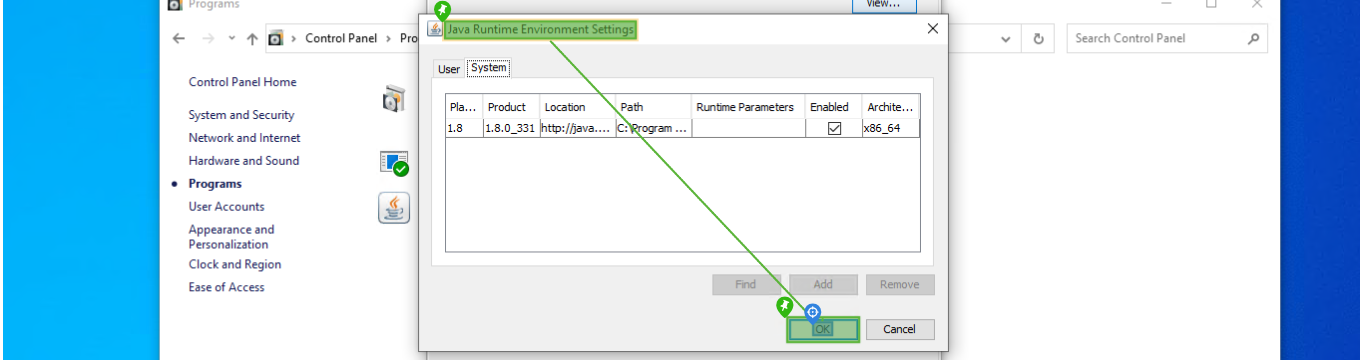 Programs
View...
Control Panel > Pro
Search Control Panel
Java Runtime Environment Settings
Control Panel Home
System and Security
Network and Internet
Hardware and Sound
Programs
User Accounts
Appearance and
Personalization
Clock and Region
Ease of Access
User System
Pla... Product Location Path Runtime Parameters Enabled Archite...
1.8 1.8.0_331 http://java.... C:\Program ... x86_64
Find Add Remove
OK Cancel